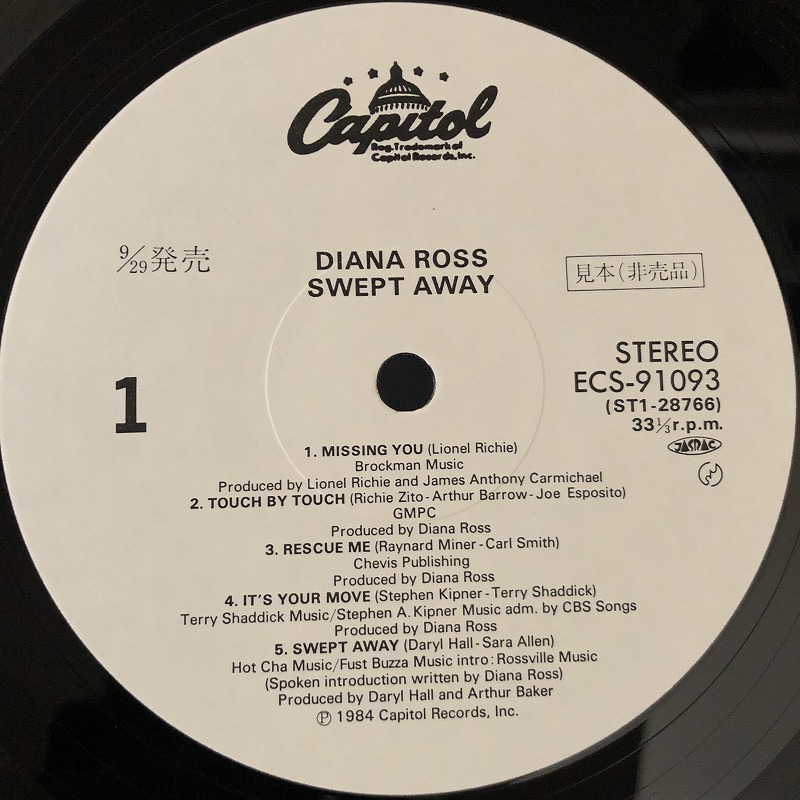 Capitol
Reg. Trademark of
Capitol Records, Inc.
9/29発売
DIANA ROSS
SWEPT AWAY
見本(非売品)
1
STEREO
ECS-91093
(ST1-28766)
33 1/3 r.p.m.
JASRAC
1. MISSING YOU (Lionel Richie)
Brockman Music
Produced by Lionel Richie and James Anthony Carmichael
2. TOUCH BY TOUCH (Richie Zito-Arthur Barrow-Joe Esposito)
GMPC
Produced by Diana Ross
3. RESCUE ME (Raynard Miner-Carl Smith)
Chevis Publishing
Produced by Diana Ross
4. IT'S YOUR MOVE (Stephen Kipner-Terry Shaddick)
Terry Shaddick Music/Stephen A. Kipner Music adm. by CBS Songs
Produced by Diana Ross
5. SWEPT AWAY (Daryl Hall-Sara Allen)
Hot Cha Music/Fust Buzza Music intro: Rossville Music
(Spoken introduction written by Diana Ross)
Produced by Daryl Hall and Arthur Baker
Ⓟ 1984 Capitol Records, Inc.